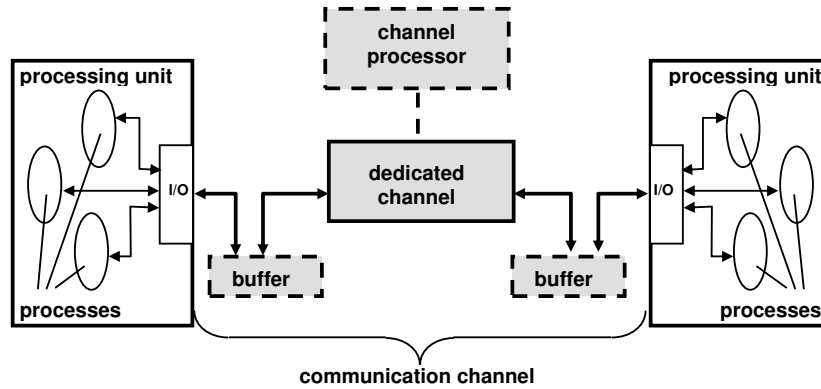 channel
processor
processing unit
processing unit
I/O
dedicated
channel
I/O
buffer
buffer
processes
processes
communication channel